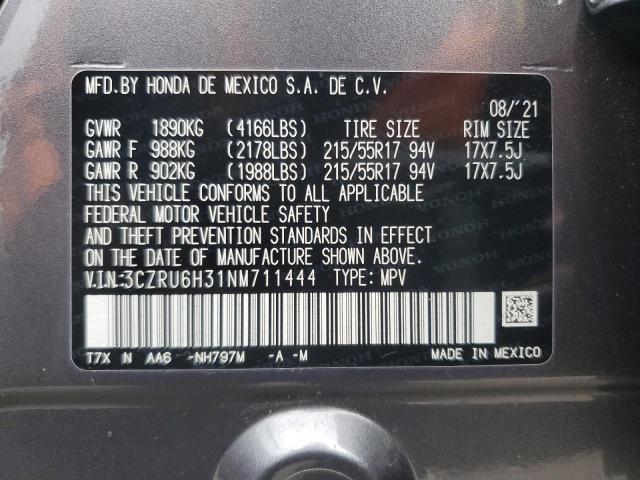 MFD.BY HONDA DE MEXICO S.A. DE C.V.
08/'21
GVWR 1890KG (4166LBS) TIRE SIZE RIM SIZE
GAWR F 988KG (2178LBS) 215/55R17 94V 17X7.5J
GAWR R 902KG (1988LBS) 215/55R17 94V 17X7.5J
THIS VEHICLE CONFORMS TO ALL APPLICABLE
FEDERAL MOTOR VEHICLE SAFETY
AND THEFT PREVENTION STANDARDS IN EFFECT
ON THE DATE OF MANUFACTURE SHOWN ABOVE.
V.I.N:3CZRU6H31NM711444 TYPE: MPV
T7X N AA6 -NH797M -A -M MADE IN MEXICO